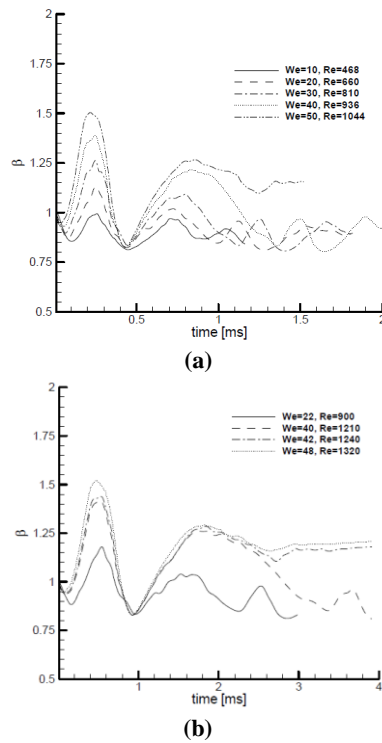 2
1.75
1.5
1.25
1
0.75
0.5
β
We=10, Re=468
We=20, Re=660
We=30, Re=810
We=40, Re=936
We=50, Re=1044
0.5 1 1.5 2
time [ms]
(a)
2
1.75
1.5
1.25
1
0.75
0.5
β
We=22, Re=900
We=40, Re=1210
We=42, Re=1240
We=48, Re=1320
1 2 3 4
time [ms]
(b)